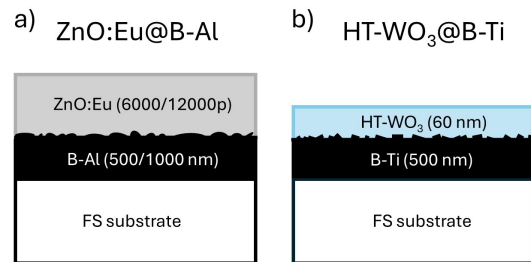 a) ZnO:Eu@B-Al
ZnO:Eu (6000/12000p)
B-Al (500/1000 nm)
FS substrate
b) HT-WO₃@B-Ti
HT-WO₃ (60 nm)
B-Ti (500 nm)
FS substrate